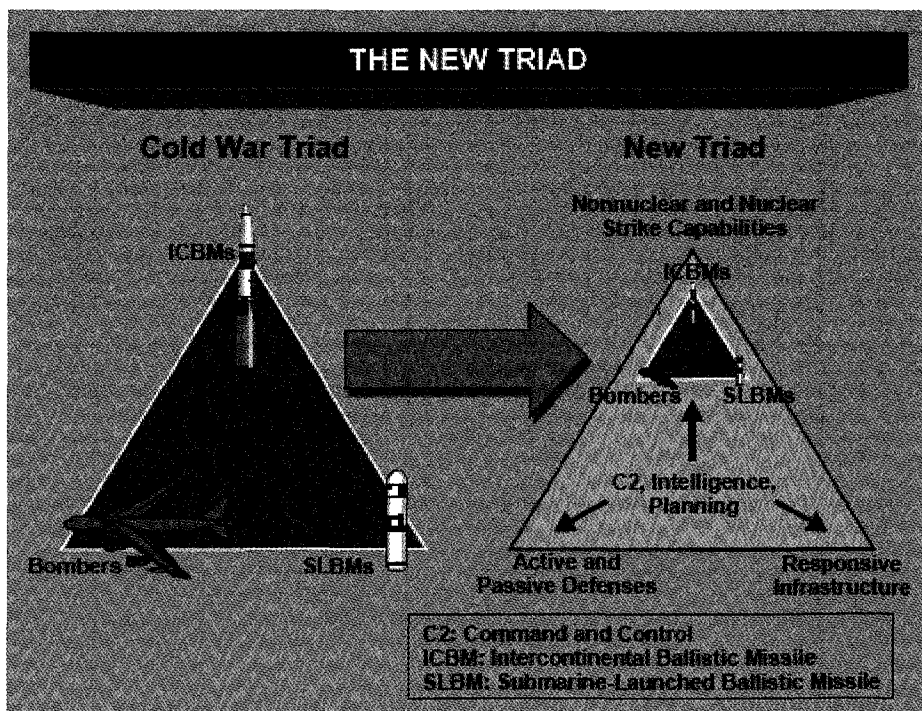 THE NEW TRIAD
Cold War Triad
ICBMs
Bombers
SLBMs
New Triad
Nonnuclear and Nuclear
Strike Capabilities
ICBMs
Bombers
SLBMs
C2, Intelligence,
Planning
Active and
Passive Defenses
Responsive
Infrastructure
C2: Command and Control
ICBM: Intercontinental Ballistic Missile
SLBM: Submarine-Launched Ballistic Missile